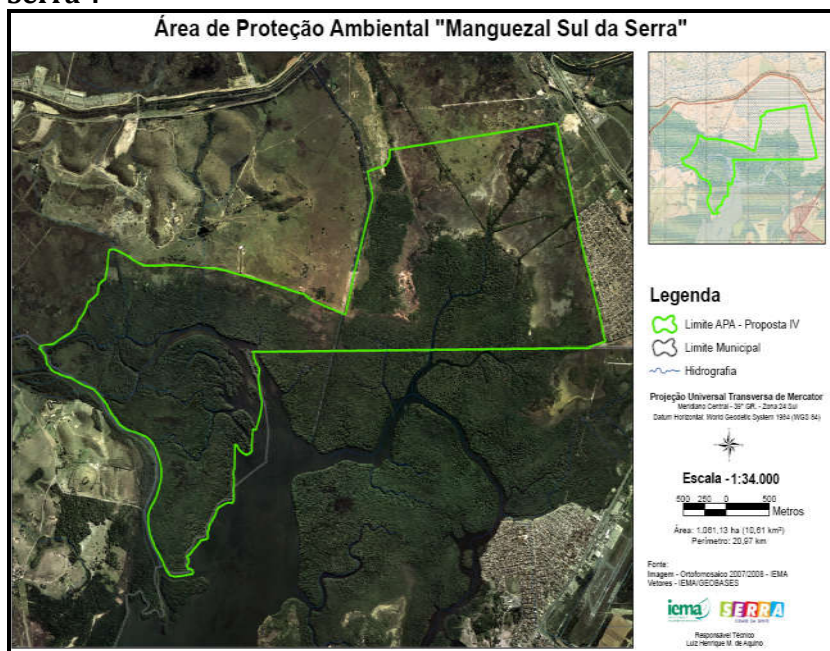 Área de Proteção Ambiental "Manguezal Sul da Serra"
Legenda
Limite APA - Proposta IV
Limite Municipal
Hidrografia
Projeção Universal Transversa de Mercator
Meridiano Central - 39° GR. - Zona 24 Sul
Datum Horizontal: World Geodetic System 1984 (WGS 84)
Escala - 1:34.000
500 250 0 500
Metros
Área: 1.061,13 ha (10,61 km²)
Perímetro: 20,97 km
Fonte:
Imagem - Ortofomosaico 2007/2008 - IEMA
Vetores - IEMA/GEOBASES
iema
SERRA
Responsável Técnico
Luiz Henrique M. de Aquino